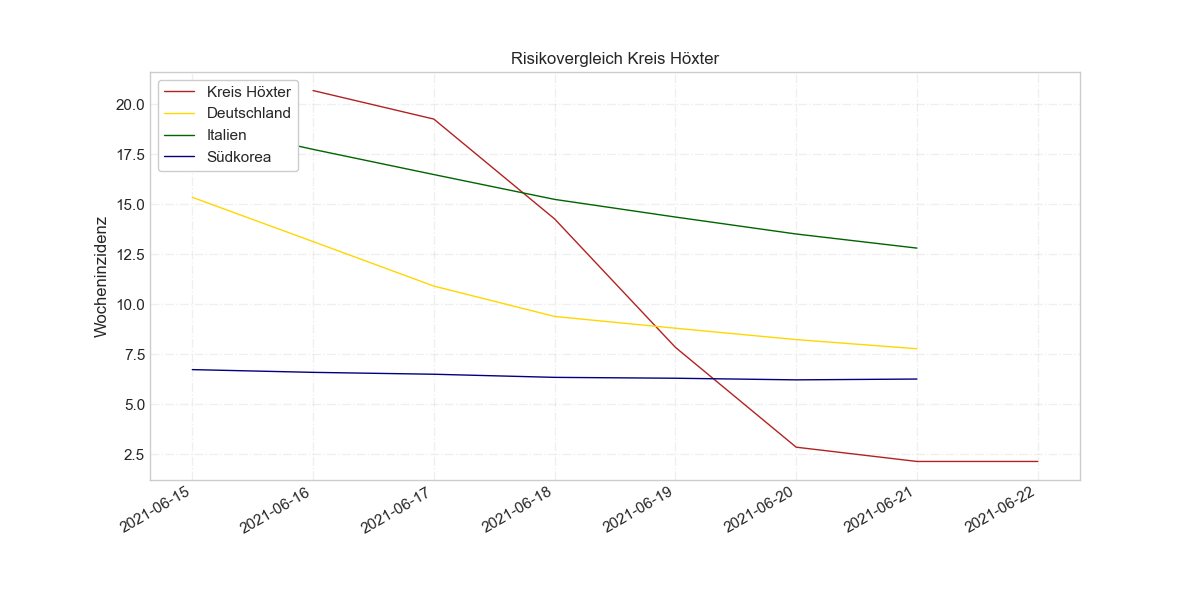 Risikovergleich Kreis Höxter
Kreis Höxter
Deutschland
Italien
Südkorea
Wocheninzidenz
20.0
17.5
15.0
12.5
10.0
7.5
5.0
2.5
2021-06-15
2021-06-16
2021-06-17
2021-06-18
2021-06-19
2021-06-20
2021-06-21
2021-06-22